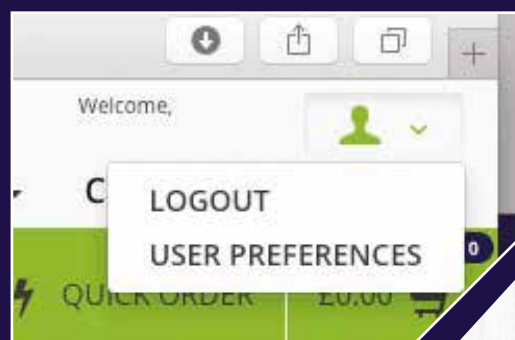 Welcome,
C
LOGOUT
USER PREFERENCES
0
QUICK ORDER
£0.00